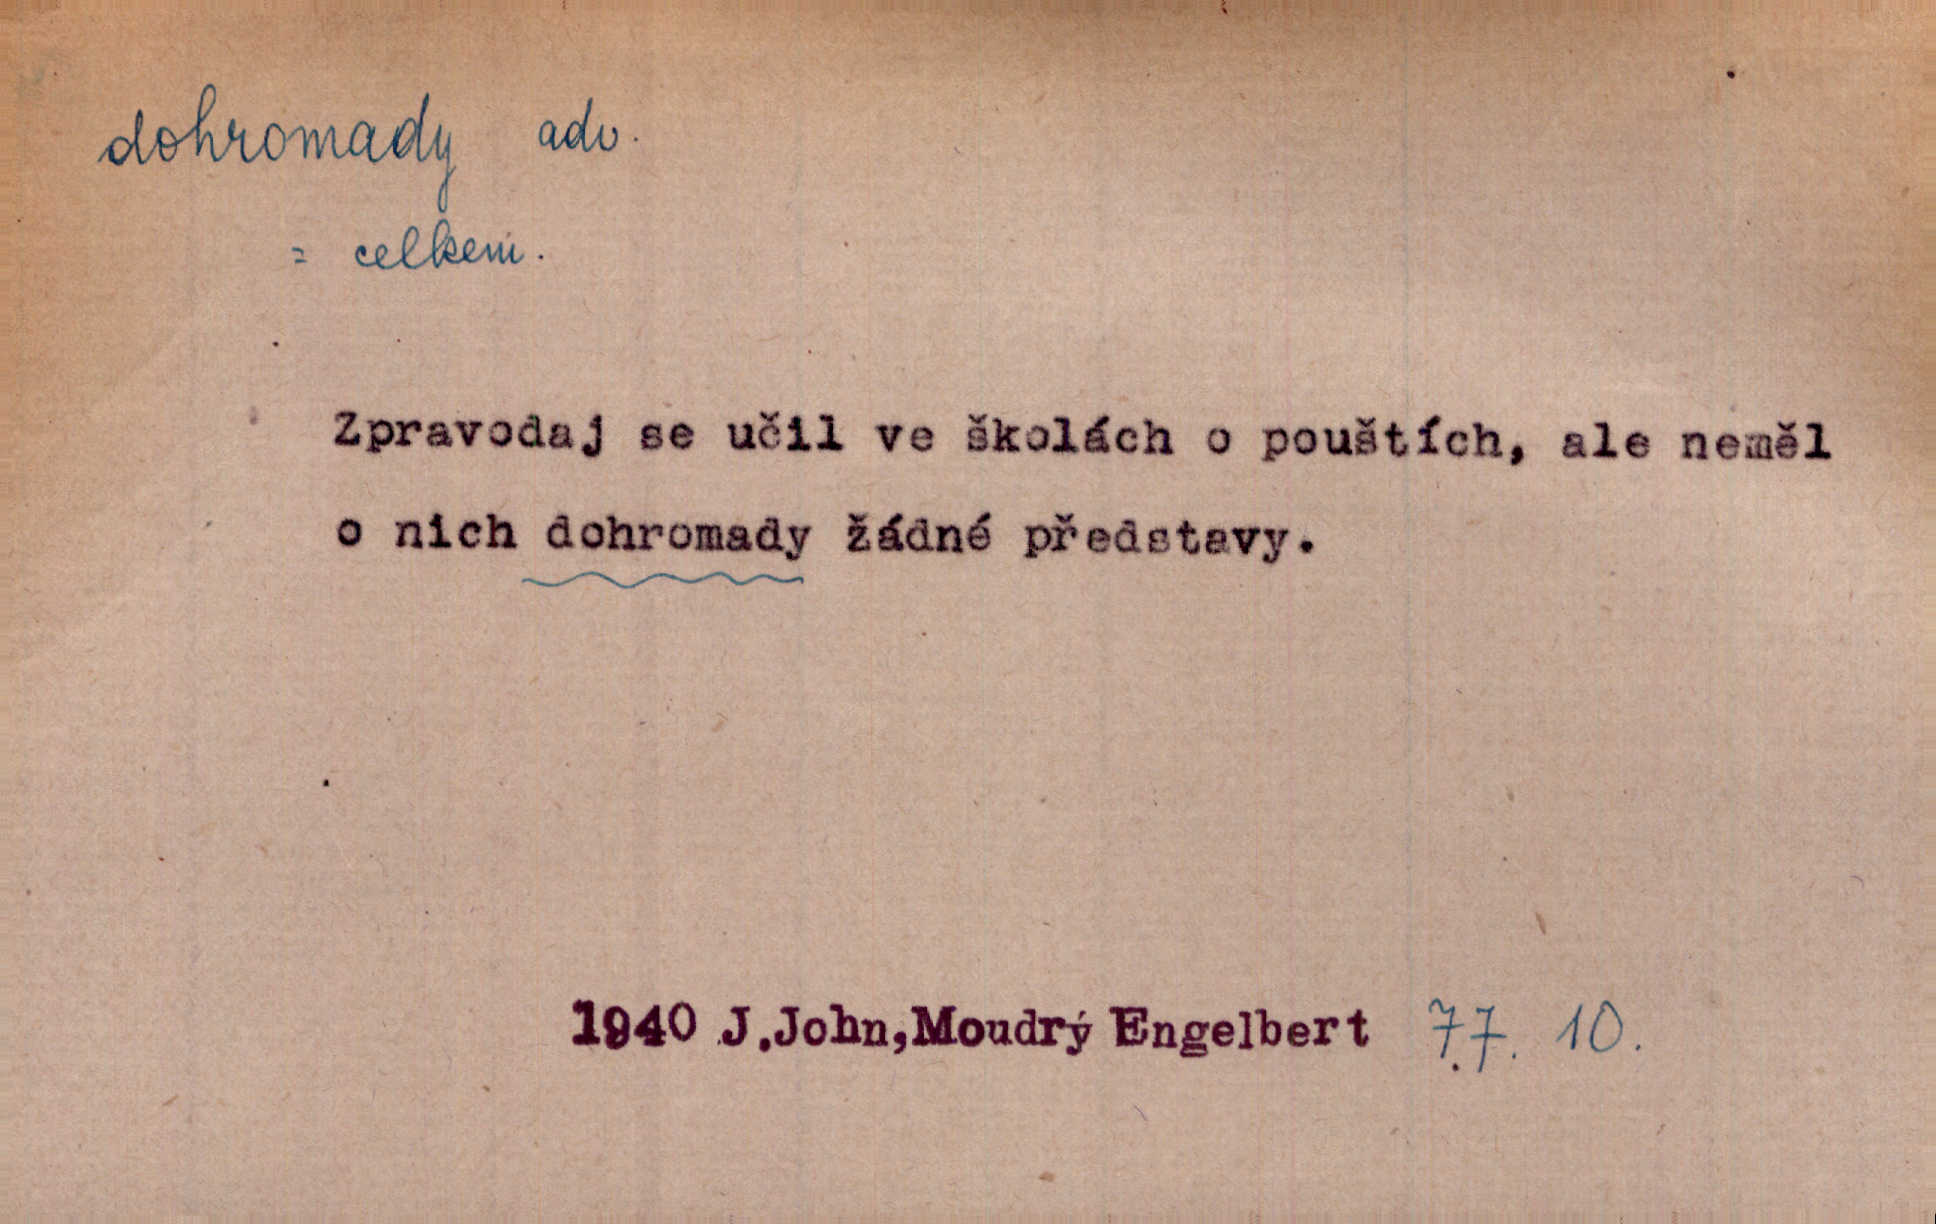 dohromady adv.
= celkem.
Zpravodaj se učil ve školách o pouštích, ale neměl
o nich dohromady žádné představy.
1940 J.John,Moudrý Engelbert 77. 10.